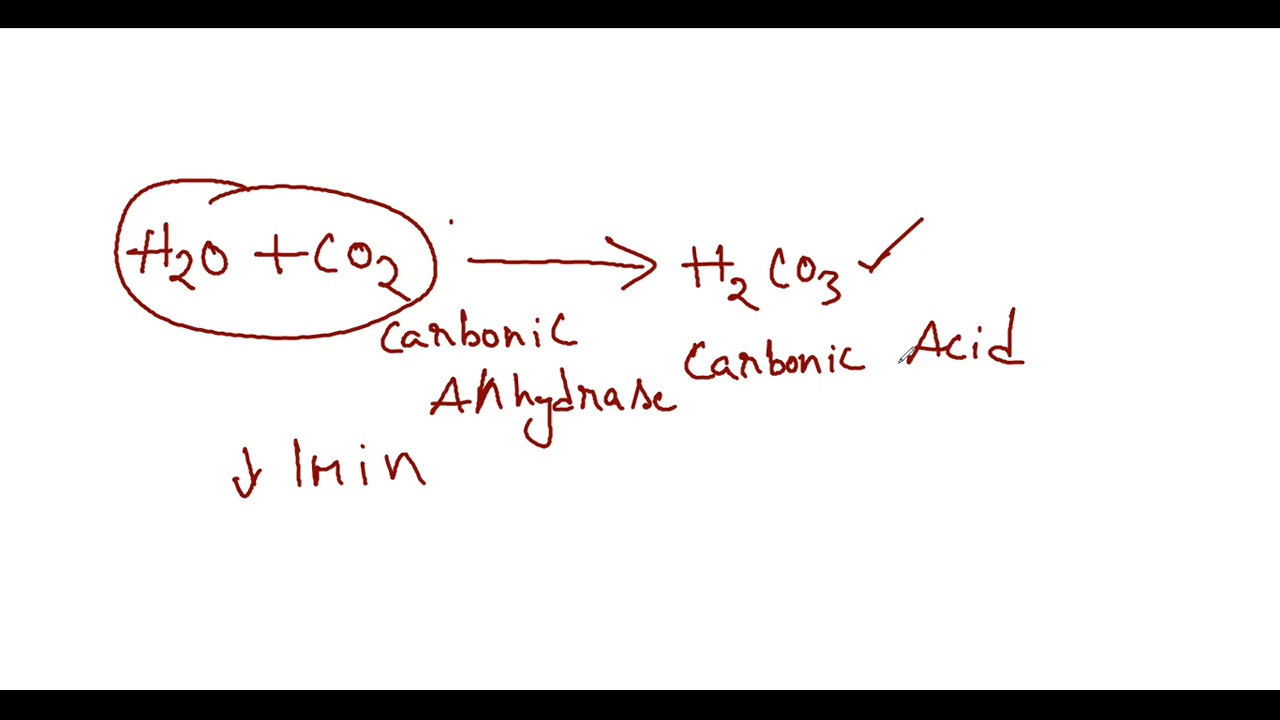 H2O + CO2 → H2CO3 ✓
Carbonic Anhydrase
Carbonic Acid
↓ 1min